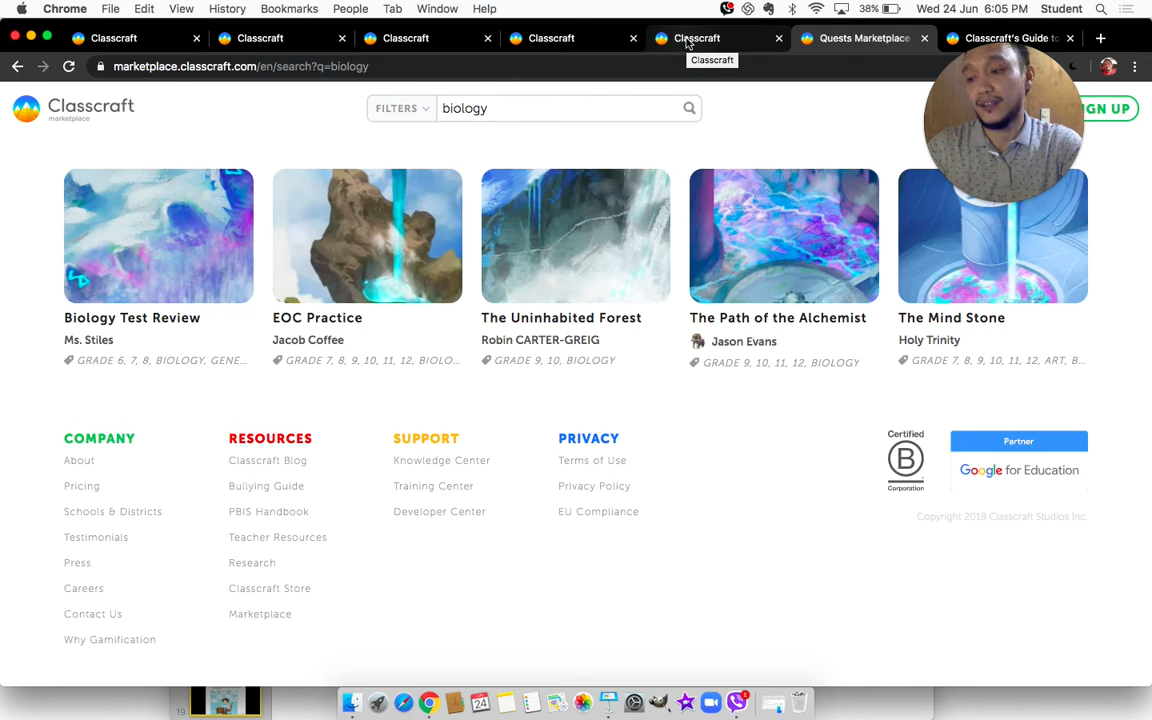 Chrome File Edit View History Bookmarks People Tab Window Help 38% Wed 24 Jun 6:05 PM Student
Classcraft Classcraft Classcraft Classcraft Classcraft Quests Marketplace Classcraft's Guide to
marketplace.classcraft.com/en/search?q=biology
Classcraft
Classcraft
marketplace
FILTERS
biology
GN UP
Biology Test Review
Ms. Stiles
GRADE 6, 7, 8, BIOLOGY, GENE...
EOC Practice
Jacob Coffee
GRADE 7, 8, 9, 10, 11, 12, BIOLO...
The Uninhabited Forest
Robin CARTER-GREIG
GRADE 9, 10, BIOLOGY
The Path of the Alchemist
Jason Evans
GRADE 9, 10, 11, 12, BIOLOGY
The Mind Stone
Holy Trinity
GRADE 7, 8, 9, 10, 11, 12, ART, B...
COMPANY
About
Pricing
Schools & Districts
Testimonials
Press
Careers
Contact Us
Why Gamification
RESOURCES
Classcraft Blog
Bullying Guide
PBIS Handbook
Teacher Resources
Research
Classcraft Store
Marketplace
SUPPORT
Knowledge Center
Training Center
Developer Center
PRIVACY
Terms of Use
Privacy Policy
EU Compliance
Certified
B
Corporation
Partner
Google for Education
Copyright 2018 Classcraft Studios Inc.
19
24
2